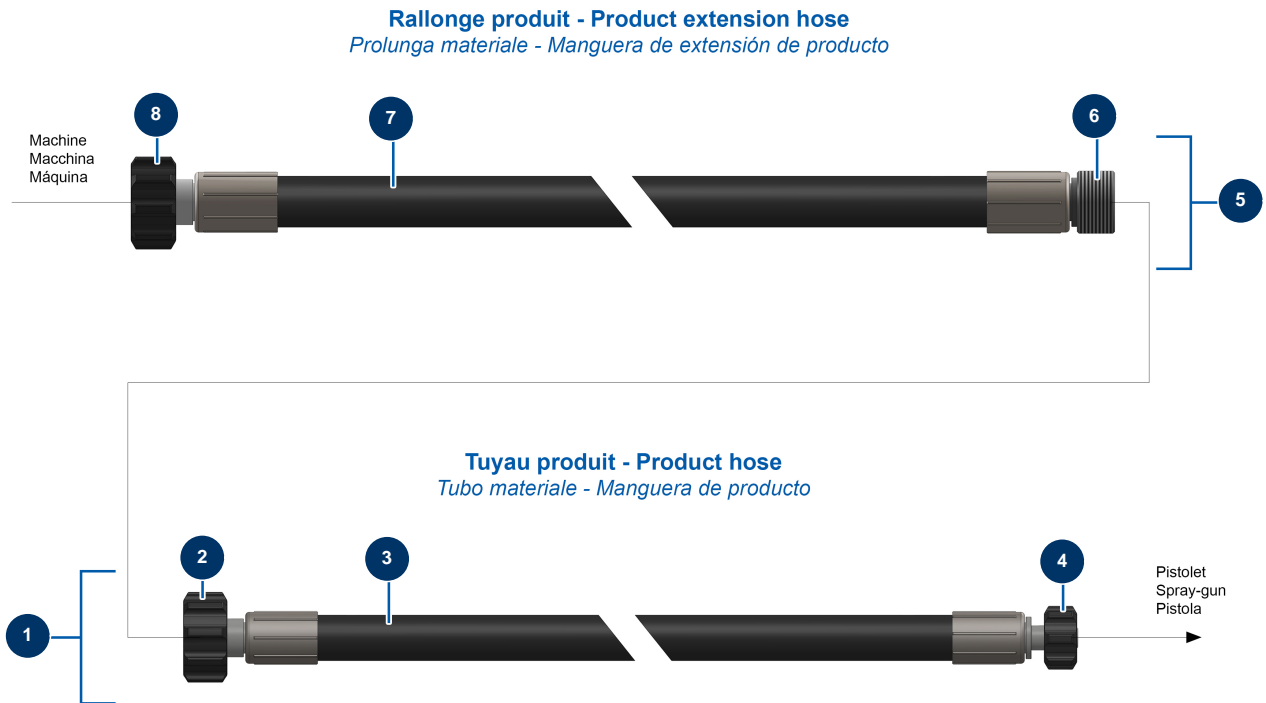 Rallonge produit - Product extension hose
Prolunga materiale - Manguera de extensión de producto
8
7
6
Machine
Macchina
Máquina
5
Tuyau produit - Product hose
Tubo materiale - Manguera de producto
2
3
4
Pistolet
Spray-gun
Pistola
1